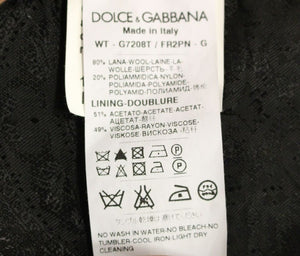 DOLCE & GABBANA
Made in Italy
WT - G7208T / FR2PN - G
80% LANA-WOOL-LAINE-LA-
WOLLE-ШЕРСТЬ
20% POLIAMMIDICA-NYLON-
POLIAMIDA-POLYAMIDE-
POLYAMID-ПОЛИАМИД-
LINING-DOUBLURE
51% ACETATO-ACETATE-ACETAT-
АЦЕТАТ-
49% VISCOSA-RAYON-VISCOSE-
VISKOSE ВИСКОЗА -
P
P
NO WASH IN WATER-NO BLEACH-NO
TUMBLER-COOL IRON-LIGHT DRY
CLEANING